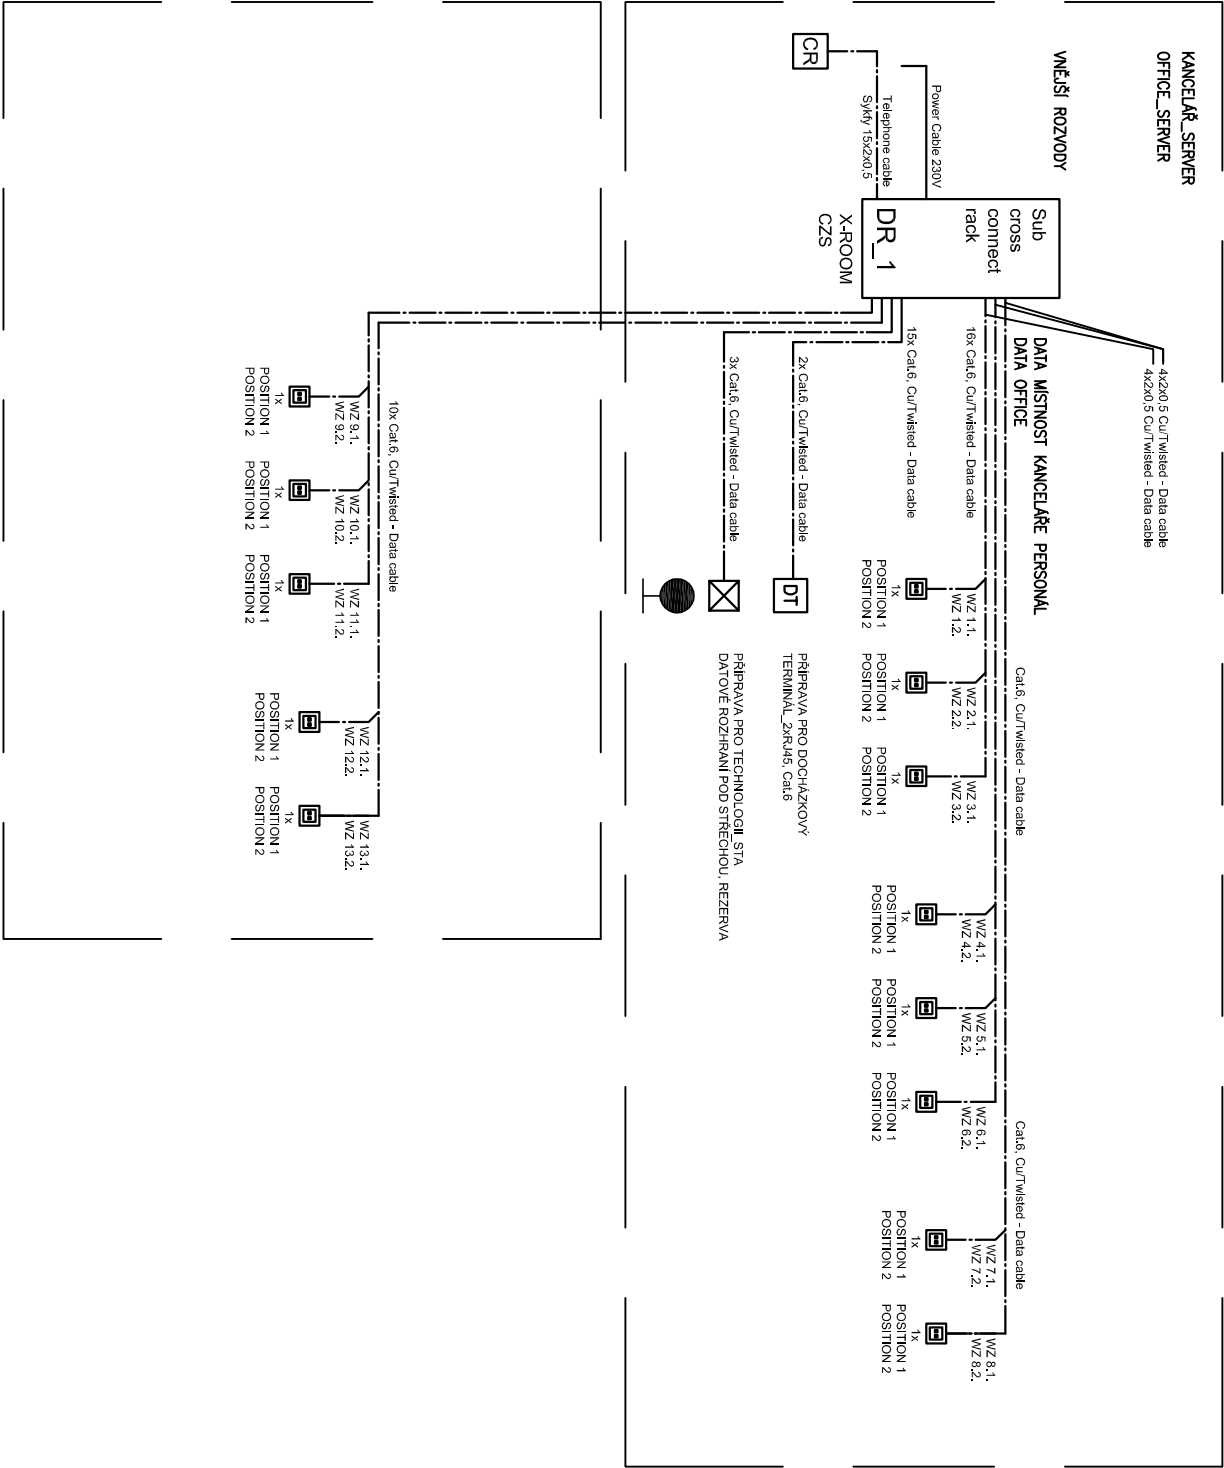 KANCELÁŘ_SERVER
OFFICE_SERVER
VNĚJŠÍ ROZVODY
CR
Power Cable 230V
Telephone cable
Sykfy 15x2x0,5
Sub
cross
connect
rack
DR_1
X-ROOM
CZS
4x2x0,5 Cu/Twisted - Data cable
4x2x0,5 Cu/Twisted - Data cable
DATA MÍSTNOST KANCELÁŘE PERSONÁL
DATA OFFICE
16x Cat.6, Cu/Twisted - Data cable
15x Cat.6, Cu/Twisted - Data cable
2x Cat.6, Cu/Twisted - Data cable
3x Cat.6, Cu/Twisted - Data cable
Cat.6, Cu/Twisted - Data cable
Cat.6, Cu/Twisted - Data cable
WZ 1.1.
WZ 1.2.
1x
POSITION 1
POSITION 2
WZ 2.1.
WZ 2.2.
1x
POSITION 1
POSITION 2
WZ 3.1.
WZ 3.2.
1x
POSITION 1
POSITION 2
WZ 4.1.
WZ 4.2.
1x
POSITION 1
POSITION 2
WZ 5.1.
WZ 5.2.
1x
POSITION 1
POSITION 2
WZ 6.1.
WZ 6.2.
1x
POSITION 1
POSITION 2
WZ 7.1.
WZ 7.2.
1x
POSITION 1
POSITION 2
WZ 8.1.
WZ 8.2.
1x
POSITION 1
POSITION 2
DT
PŘÍPRAVA PRO DOCHÁZKOVÝ
TERMINÁL_2xRJ45, Cat.6
PŘÍPRAVA PRO TECHNOLOGII_STA
DATOVÉ ROZHRANÍ POD STŘECHOU, REZERVA
10x Cat.6, Cu/Twisted - Data cable
WZ 9.1.
WZ 9.2.
1x
POSITION 1
POSITION 2
WZ 10.1.
WZ 10.2.
1x
POSITION 1
POSITION 2
WZ 11.1.
WZ 11.2.
1x
POSITION 1
POSITION 2
WZ 12.1.
WZ 12.2.
1x
POSITION 1
POSITION 2
WZ 13.1.
WZ 13.2.
1x
POSITION 1
POSITION 2